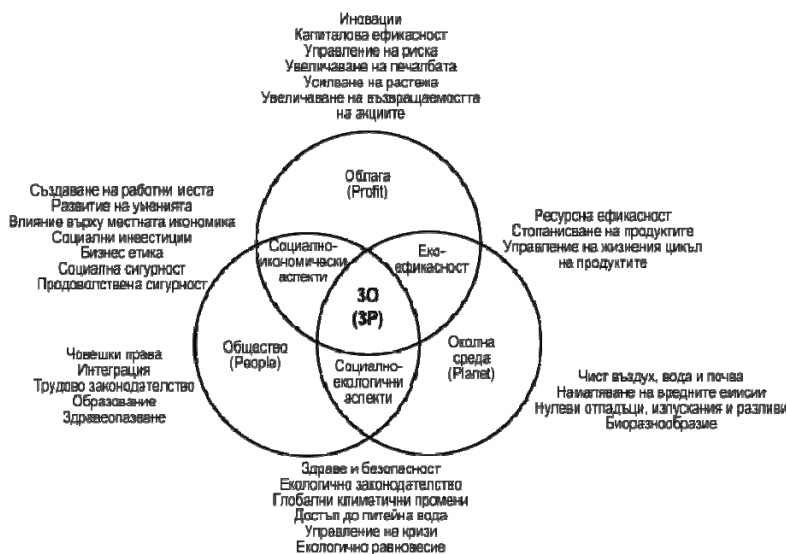 Иновации
Капиталова ефикасност
Управление на риска
Увеличаване на печалбата
Усилване на растежа
Увеличаване на възвращаемостта
на акциите
Облага
(Profit)
Създаване на работни места
Развитие на уменията
Влияние върху местната икономика
Социални инвестиции
Бизнес етика
Социална сигурност
Продоволствена сигурност
Ресурсна ефикасност
Стопанисване на продуктите
Управление на жизнения цикъл
на продуктите
Социално-
икономически
аспекти
Еко-
ефикасност
3О
(3P)
Общество
(People)
Околна
среда
(Planet)
Социално-
екологични
аспекти
Човешки права
Интеграция
Трудово законодателство
Образование
Здравеопазване
Чист въздух, вода и почва
Намаляване на вредните емисии
Нулеви отпадъци, изпускания и разливи
Биоразнообразие
Здраве и безопасност
Екологично законодателство
Глобални климатични промени
Достъп до питейна вода
Управление на кризи
Екологично равновесие